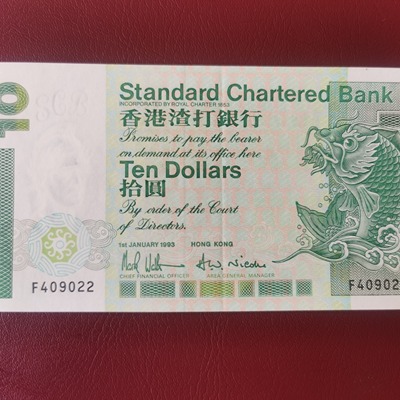 10
Standard Chartered Bank
INCORPORATED BY ROYAL CHARTER 1853
香港渣打銀行
Promises to pay the bearer
on demand at its office here
Ten Dollars
拾圓
By order of the Court
of Directors.
1st JANUARY 1993 HONG KONG
CHIEF FINANCIAL OFFICER AREA GENERAL MANAGER
F409022 F40902